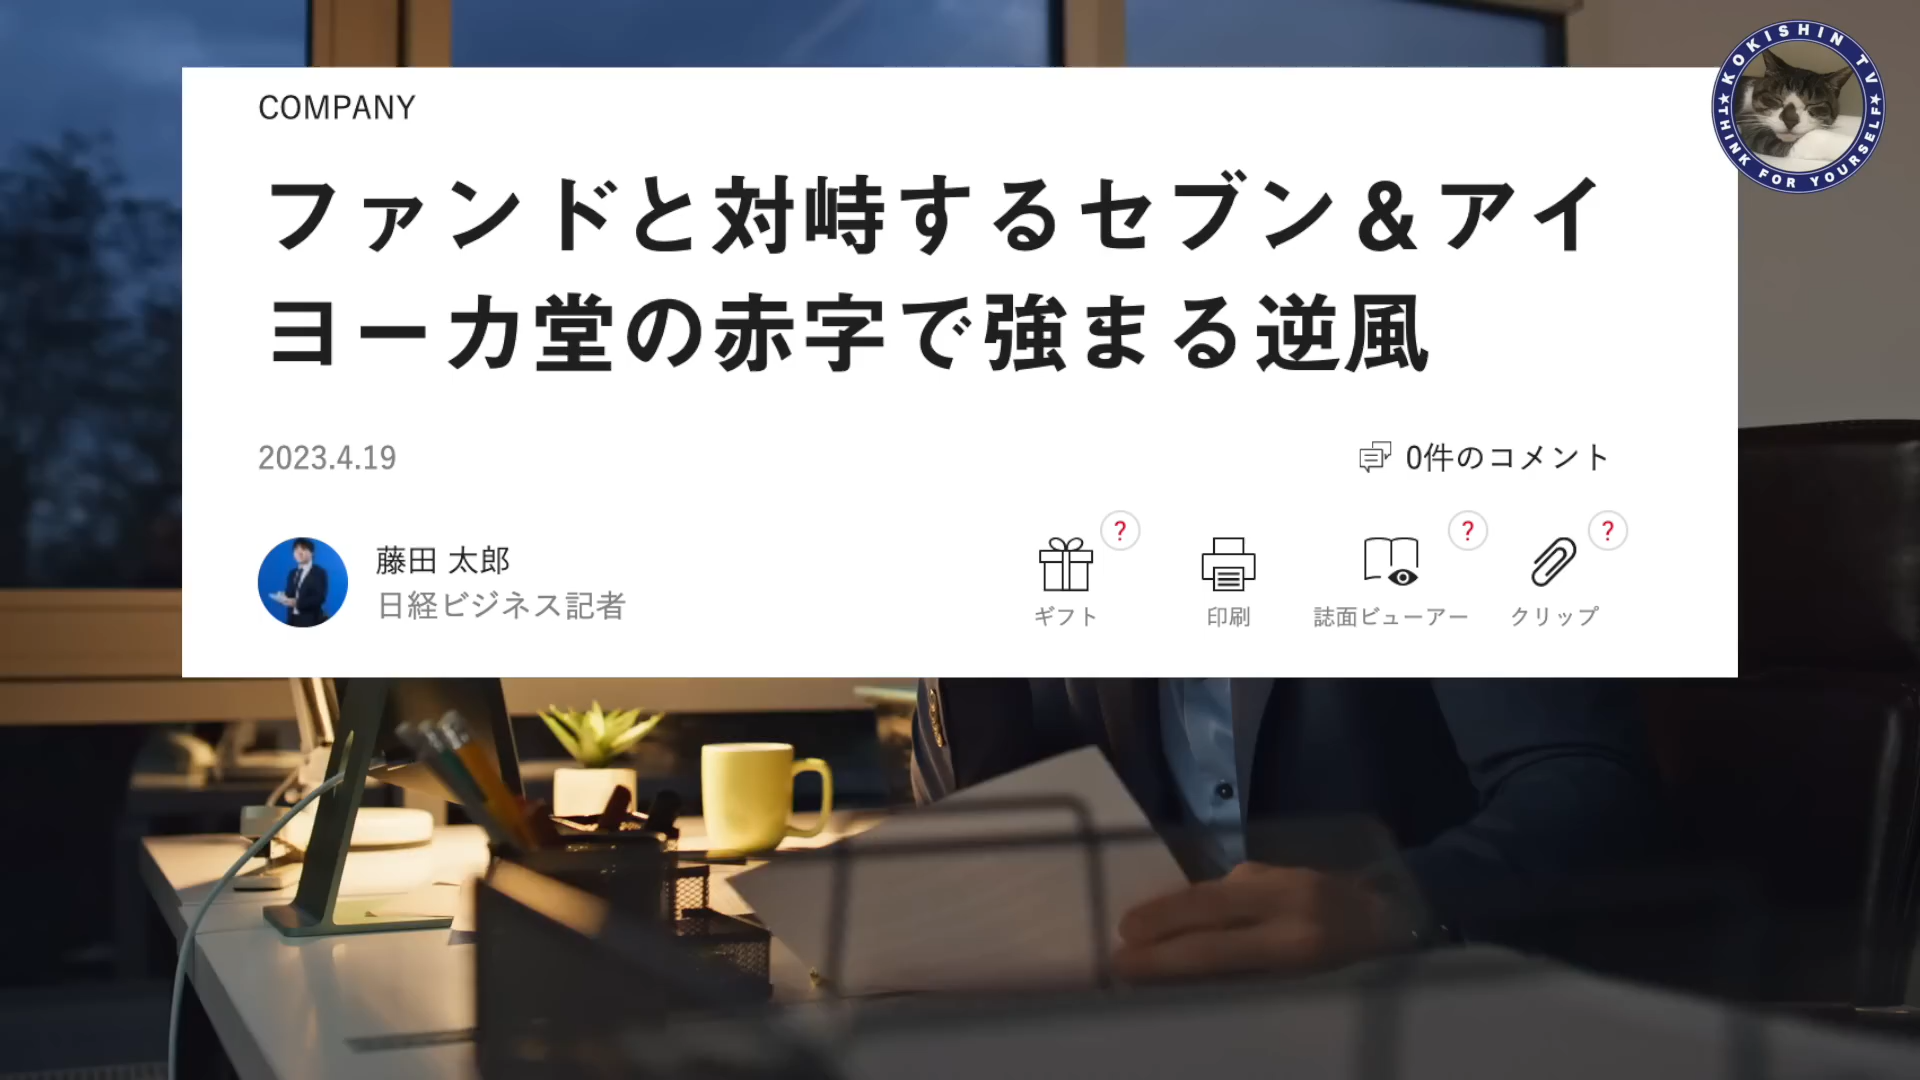 COMPANY
ファンドと対峙するセブン＆アイ
ヨーカ堂の赤字で強まる逆風
2023.4.19
0件のコメント
藤田 太郎
日経ビジネス記者
?
?
?
ギフト
印刷
誌面ビューアー
クリップ
KOKISHIN TV
THINK FOR YOURSELF